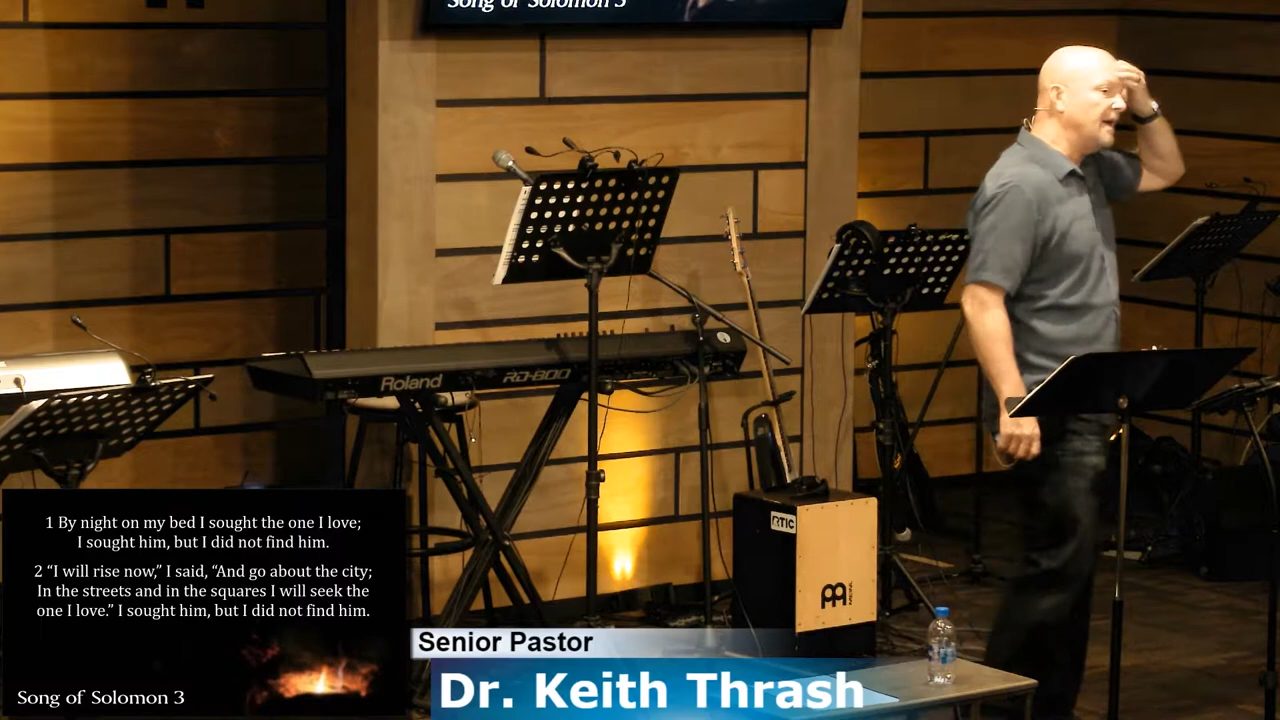 Song of Solomon 3
Roland
RD-800
RTIC
MEINL
1 By night on my bed I sought the one I love;
I sought him, but I did not find him.
2 “I will rise now,” I said, “And go about the city;
In the streets and in the squares I will seek the
one I love.” I sought him, but I did not find him.
Song of Solomon 3
Senior Pastor
Dr. Keith Thrash